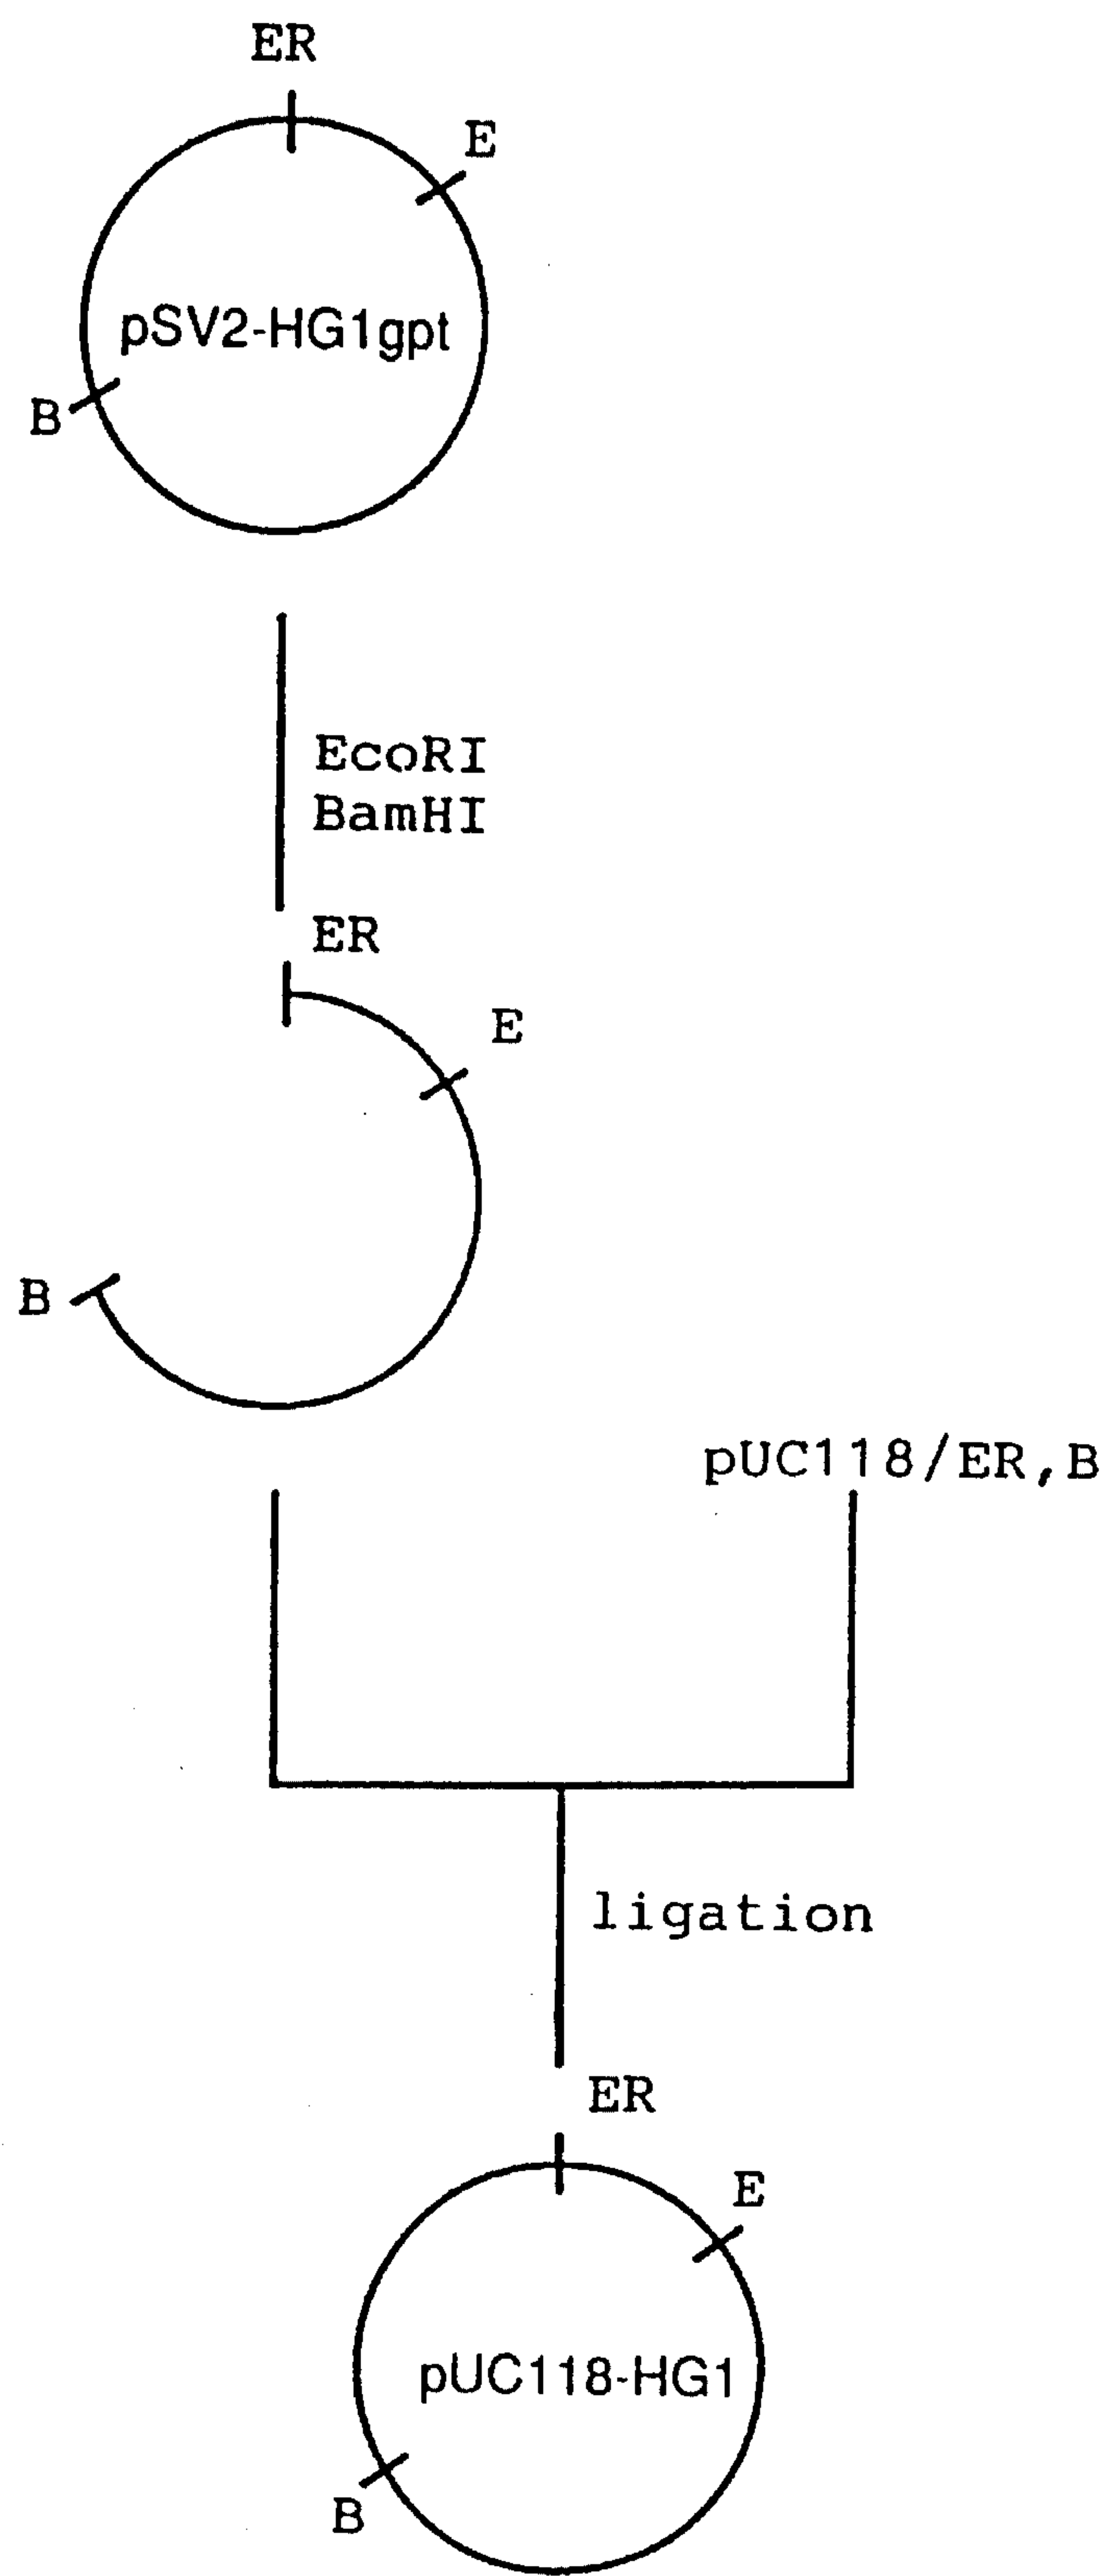 ER
E
pSV2-HG1gpt
B
EcoRI
BamHI
ER
E
B
pUC118/ER,B
ligation
ER
E
pUC118-HG1
B